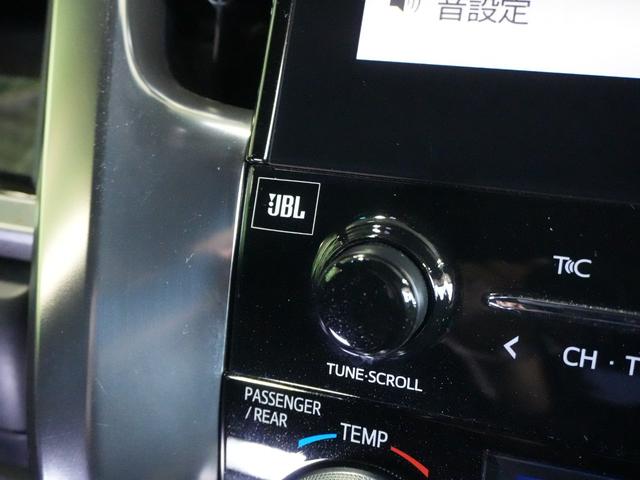 音設定
JBL
T C
CH · T
TUNE·SCROLL
PASSENGER
/ REAR
TEMP